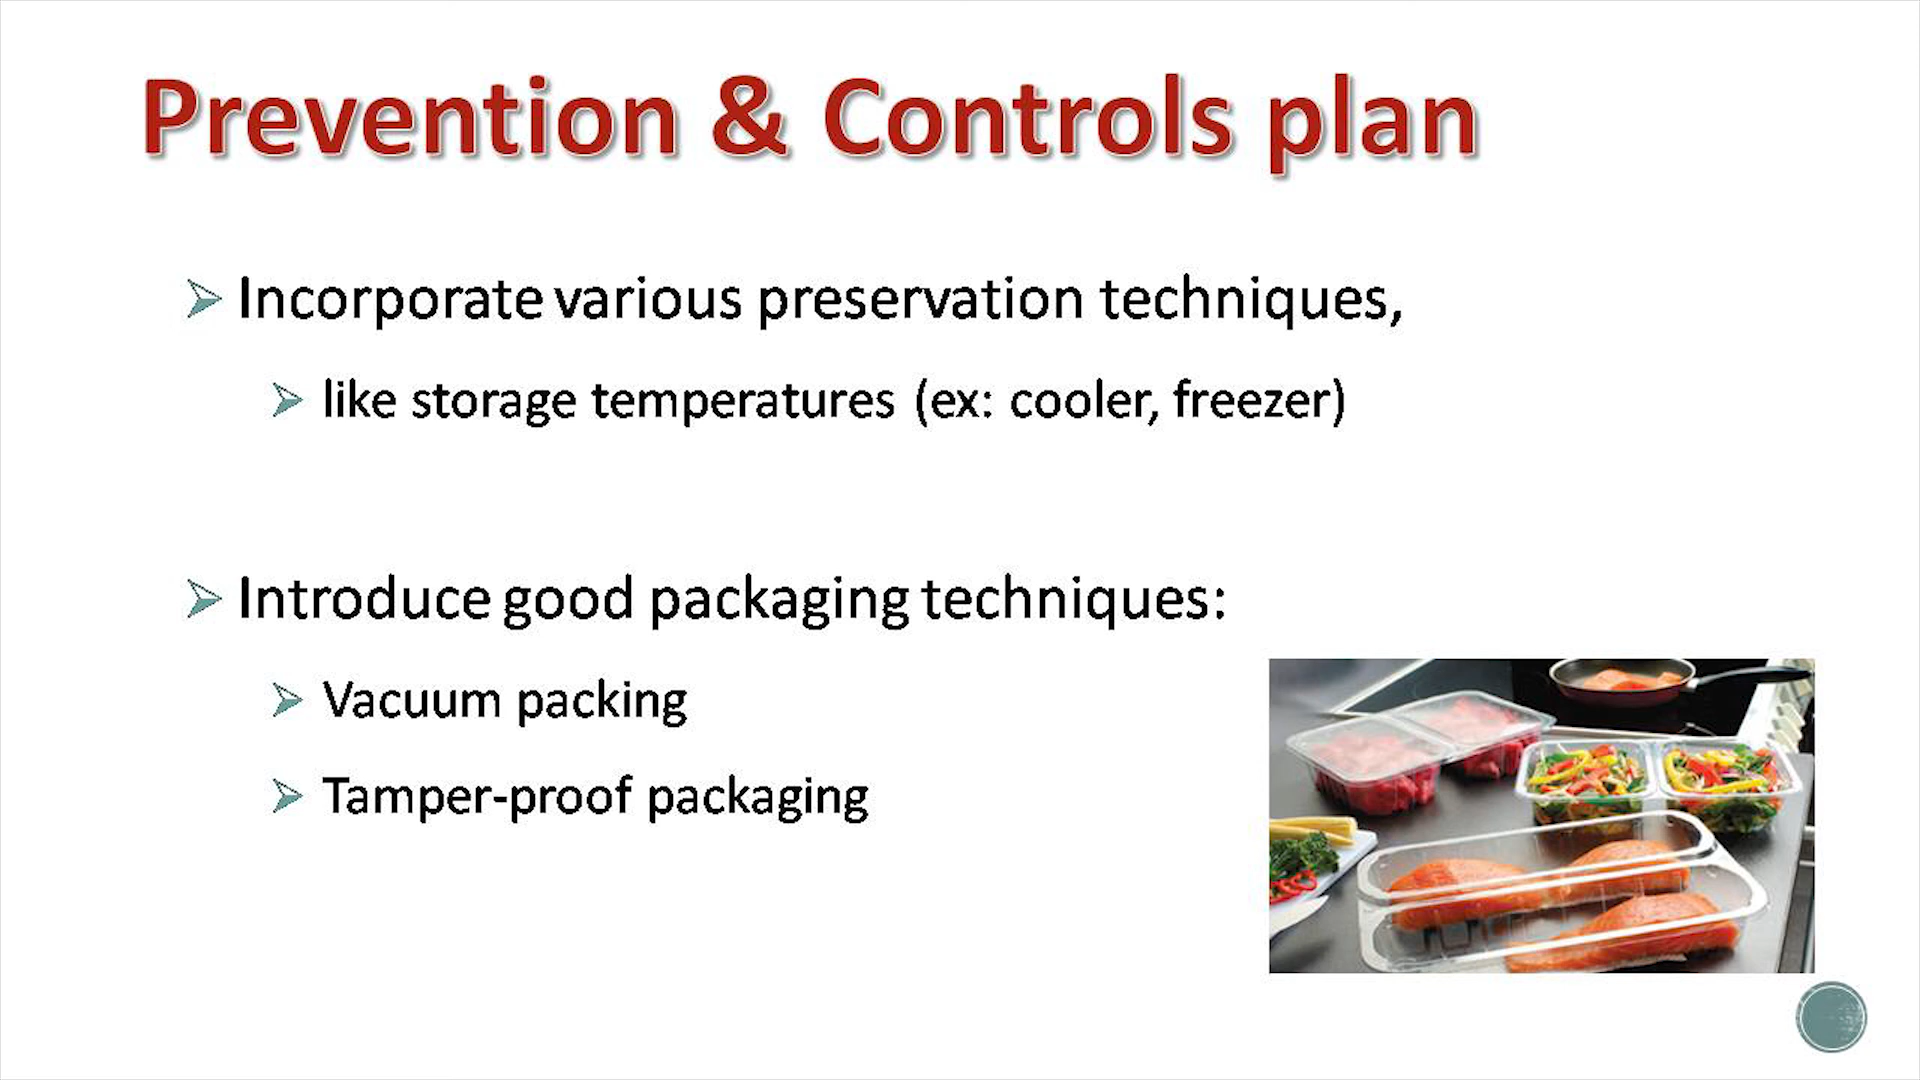 Prevention & Controls plan
Incorporate various preservation techniques,
like storage temperatures (ex: cooler, freezer)
Introduce good packaging techniques:
Vacuum packing
Tamper-proof packaging